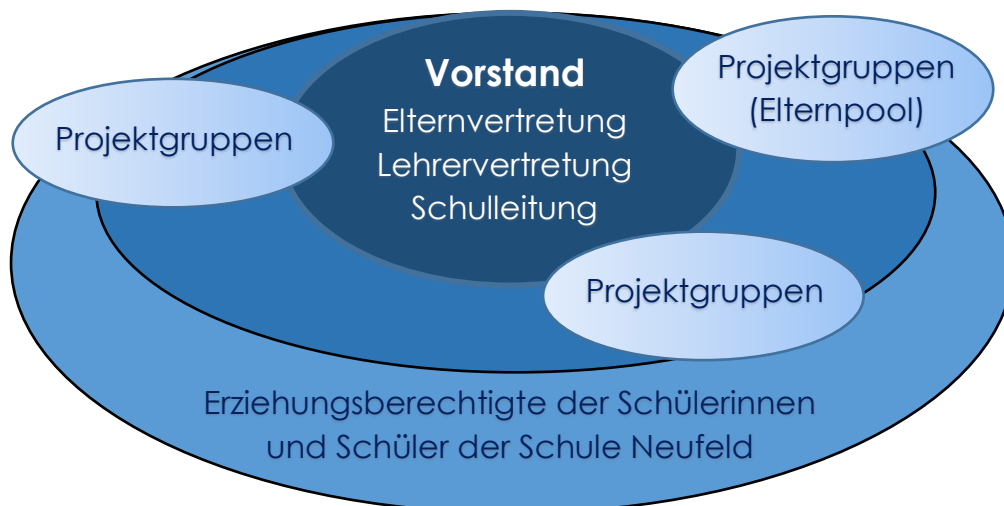 Vorstand
Elternvertretung
Lehrervertretung
Schulleitung
Projektgruppen
(Elternpool)
Projektgruppen
Projektgruppen
Erziehungsberechtigte der Schülerinnen
und Schüler der Schule Neufeld